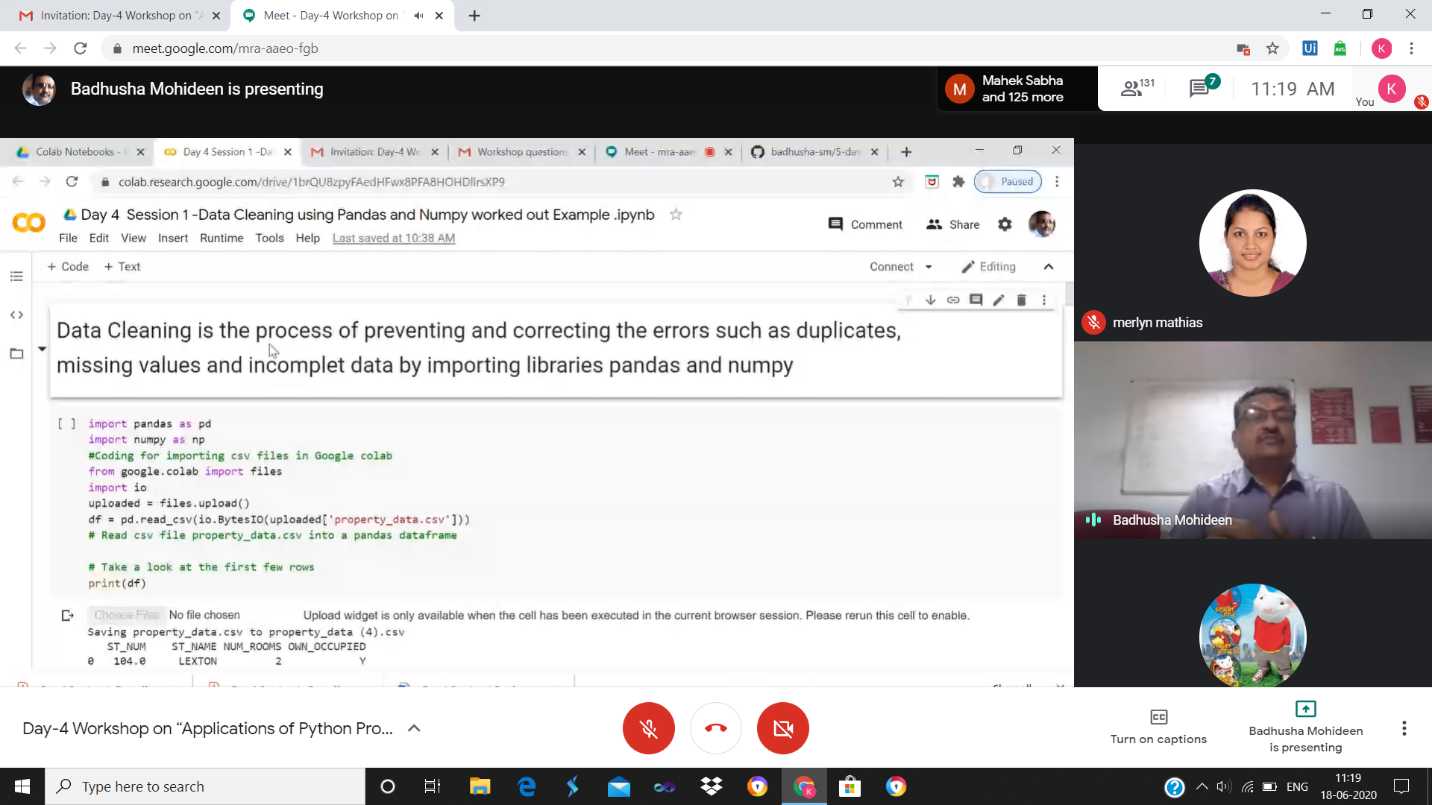 Invitation: Day-4 Workshop on "A
Meet - Day-4 Workshop on "
meet.google.com/mra-aaeo-fgb
Badhusha Mohideen is presenting
M
Mahek Sabha
and 125 more
131
7
11:19 AM
You
K
Colab Notebooks -
Day 4 Session 1 -Da
Invitation: Day-4 W
Workshop question
Meet - mra-aae
badhusha-sm/5-da
colab.research.google.com/drive/1brQU8zpyFAedHFwx8PFA8HOHDllrsXP9
Paused
Day 4 Session 1 -Data Cleaning using Pandas and Numpy worked out Example .ipynb
File Edit View Insert Runtime Tools Help Last saved at 10:38 AM
Comment
Share
+ Code + Text
Connect
Editing
Data Cleaning is the process of preventing and correcting the errors such as duplicates,
missing values and incomplet data by importing libraries pandas and numpy
[ ] import pandas as pd
import numpy as np
#Coding for importing csv files in Google colab
from google.colab import files
import io
uploaded = files.upload()
df = pd.read_csv(io.BytesIO(uploaded['property_data.csv']))
# Read csv file property_data.csv into a pandas dataframe
# Take a look at the first few rows
print(df)
Choose Files No file chosen Upload widget is only available when the cell has been executed in the current browser session. Please rerun this cell to enable.
Saving property_data.csv to property_data (4).csv
ST_NUM ST_NAME NUM_ROOMS OWN_OCCUPIED
0 104.0 LEXTON 2 Y
merlyn mathias
Badhusha Mohideen
Day-4 Workshop on “Applications of Python Pro...
Turn on captions
Badhusha Mohideen
is presenting
Type here to search
ENG
11:19
18-06-2020